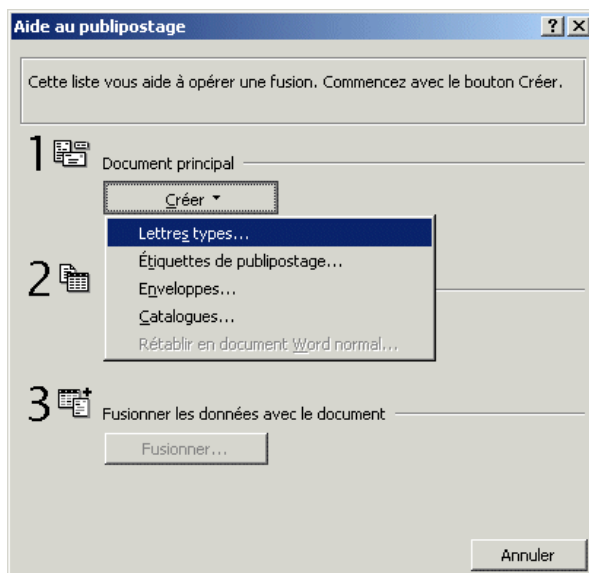 Aide au publipostage
Cette liste vous aide à opérer une fusion. Commencez avec le bouton Créer.
1 Document principal
Créer
Lettres types...
Étiquettes de publipostage...
2
Enveloppes...
Catalogues...
Rétablir en document Word normal...
3 Fusionner les données avec le document
Fusionner...
Annuler